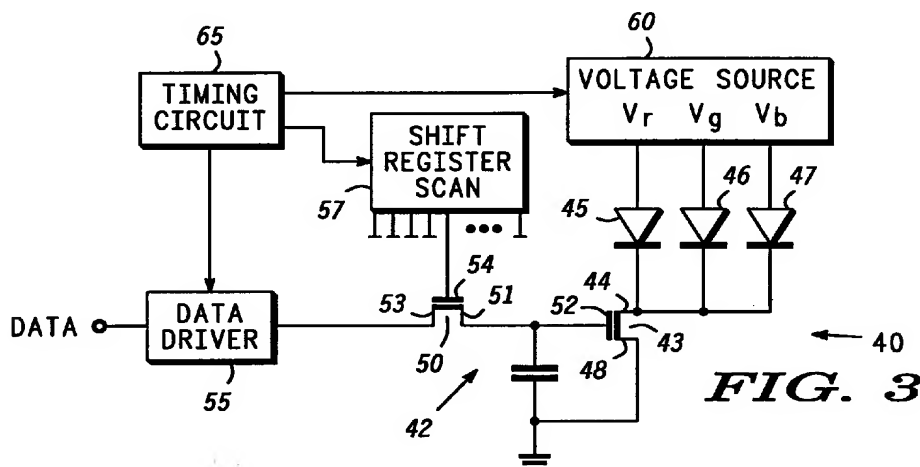 65
60
TIMING
CIRCUIT
VOLTAGE SOURCE
Vr Vg Vb
SHIFT
REGISTER
SCAN
57
45
46
47
54
53
51
50
52
44
43
48
DATA
DATA
DRIVER
55
42
40
FIG. 3